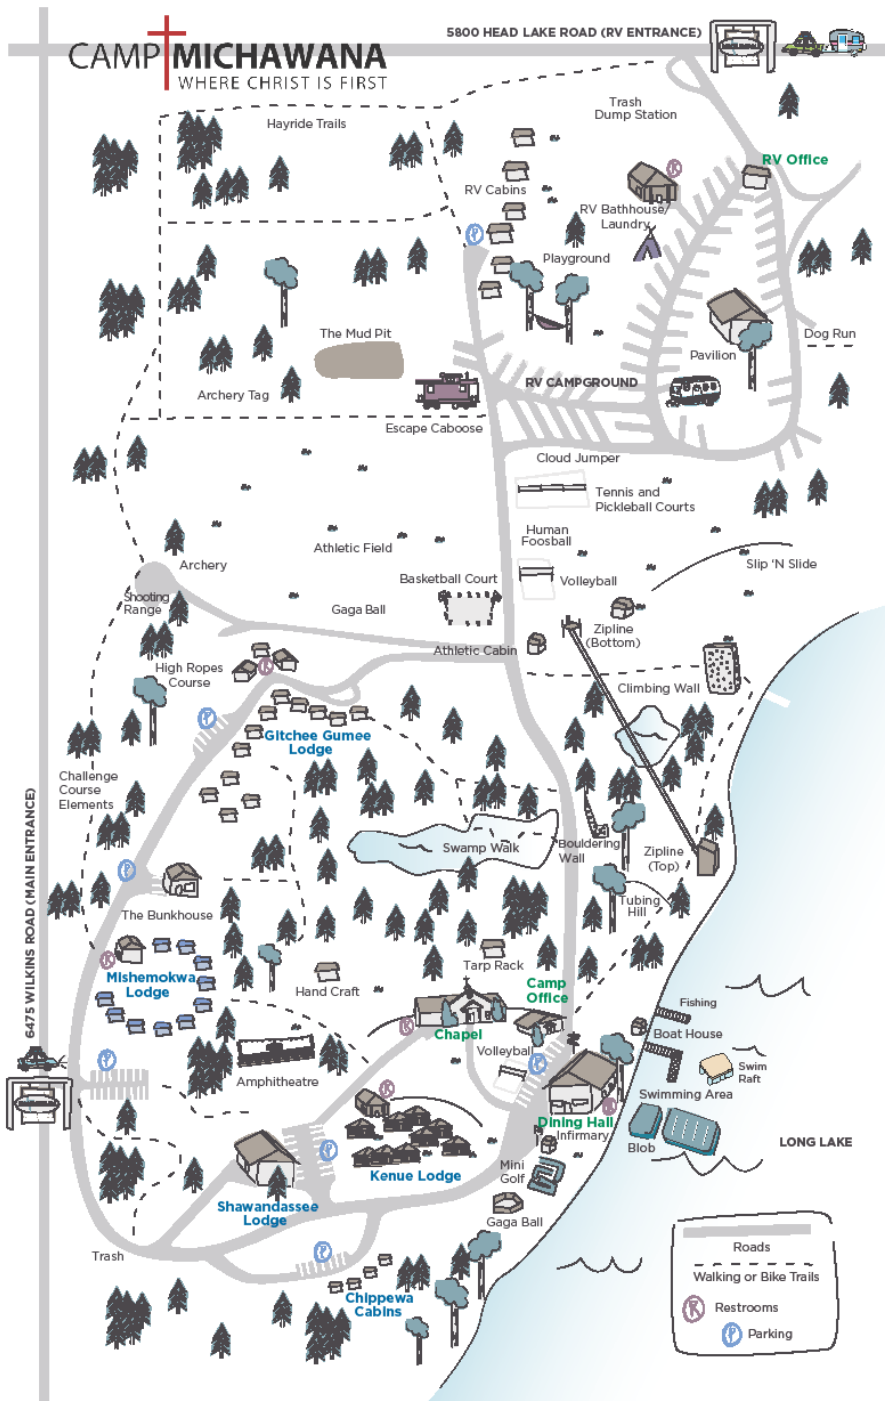 5800 HEAD LAKE ROAD (RV ENTRANCE)
CAMP MICHAWANA
WHERE CHRIST IS FIRST
Trash
Dump Station
Hayride Trails
RV Office
RV Cabins
RV Bathhouse/
Laundry
Playground
The Mud Pit
Dog Run
Pavilion
RV CAMPGROUND
Archery Tag
Escape Caboose
Cloud Jumper
Tennis and
Pickleball Courts
Human
Foosball
Athletic Field
Archery
Slip 'N Slide
Basketball Court
Volleyball
Shooting
Range
Gaga Ball
Zipline
(Bottom)
Athletic Cabin
High Ropes
Course
Climbing Wall
Gitchee Gumee
Lodge
Challenge
Course
Elements
Swamp Walk
Bouldering
Wall
Zipline
(Top)
Tubing
Hill
The Bunkhouse
6475 WILKINS ROAD (MAIN ENTRANCE)
Tarp Rack
Mishemokwa
Lodge
Hand Craft
Camp
Office
Fishing
Chapel
Boat House
Volleyball
Swim
Raft
Amphitheatre
Swimming Area
Dining Hall
Infirmary
Blob
LONG LAKE
Kenue Lodge
Mini
Golf
Shawandassee
Lodge
Gaga Ball
Trash
Chippewa
Cabins
Roads
Walking or Bike Trails
R Restrooms
P Parking